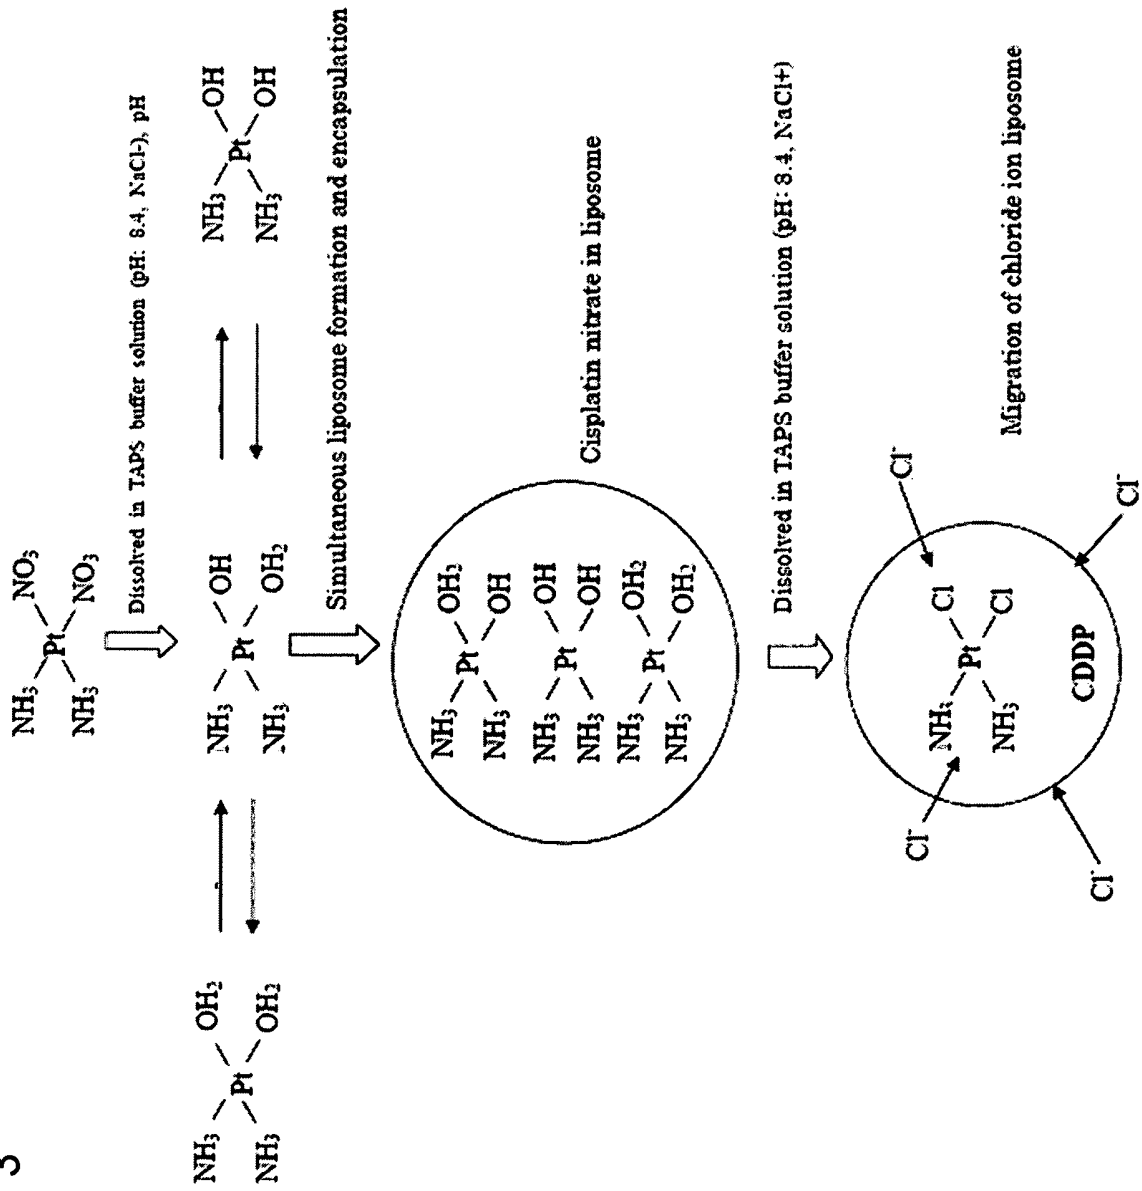 3
NH₃ NO₃
Pt
NH₃ NO₃
Dissolved in TAPS buffer solution (pH: 8.4, NaCl-), pH
NH₃ OH₂ NH₃ OH NH₃ OH
Pt Pt Pt
NH₃ OH₂ NH₃ OH₂ NH₃ OH
Simultaneous liposome formation and encapsulation
NH₃ OH₂
Pt
NH₃ OH
NH₃ OH
Pt
NH₃ OH
Cisplatin nitrate in liposome
NH₃ OH₂
Pt
NH₃ OH₂
Dissolved in TAPS buffer solution (pH: 8.4, NaCl+)
Cl⁻ Cl⁻
NH₃ Cl
Pt
NH₃ Cl
Migration of chloride ion liposome
CDDP
Cl⁻ Cl⁻